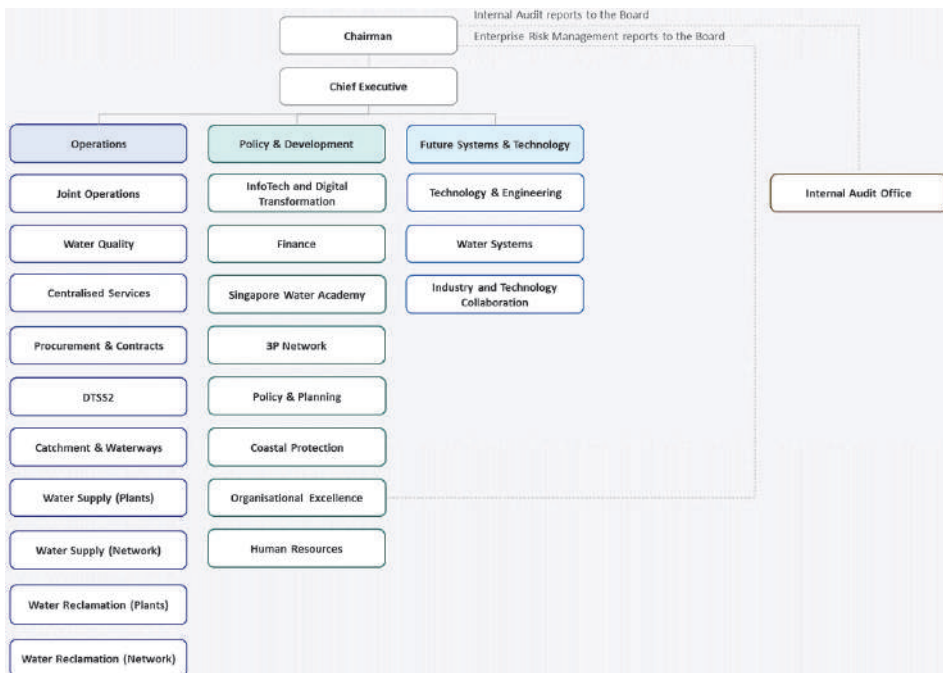 Internal Audit reports to the Board
Chairman
Enterprise Risk Management reports to the Board
Chief Executive
Operations
Policy & Development
Future Systems & Technology
Joint Operations
InfoTech and Digital
Transformation
Technology & Engineering
Internal Audit Office
Water Quality
Finance
Water Systems
Centralised Services
Singapore Water Academy
Industry and Technology
Collaboration
Procurement & Contracts
3P Network
DTSS2
Policy & Planning
Catchment & Waterways
Coastal Protection
Water Supply (Plants)
Organisational Excellence
Water Supply (Network)
Human Resources
Water Reclamation (Plants)
Water Reclamation (Network)